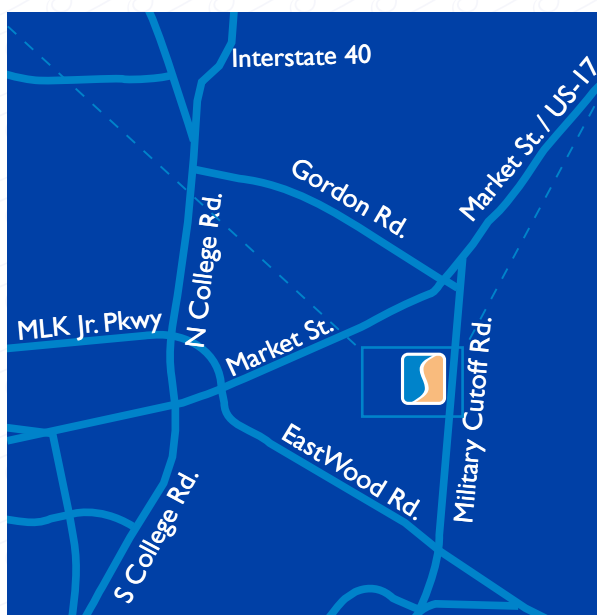 Interstate 40
Market St. / US-17
Gordon Rd.
N College Rd.
MLK Jr. Pkwy
Market St.
Military Cutoff Rd.
EastWood Rd.
S College Rd.